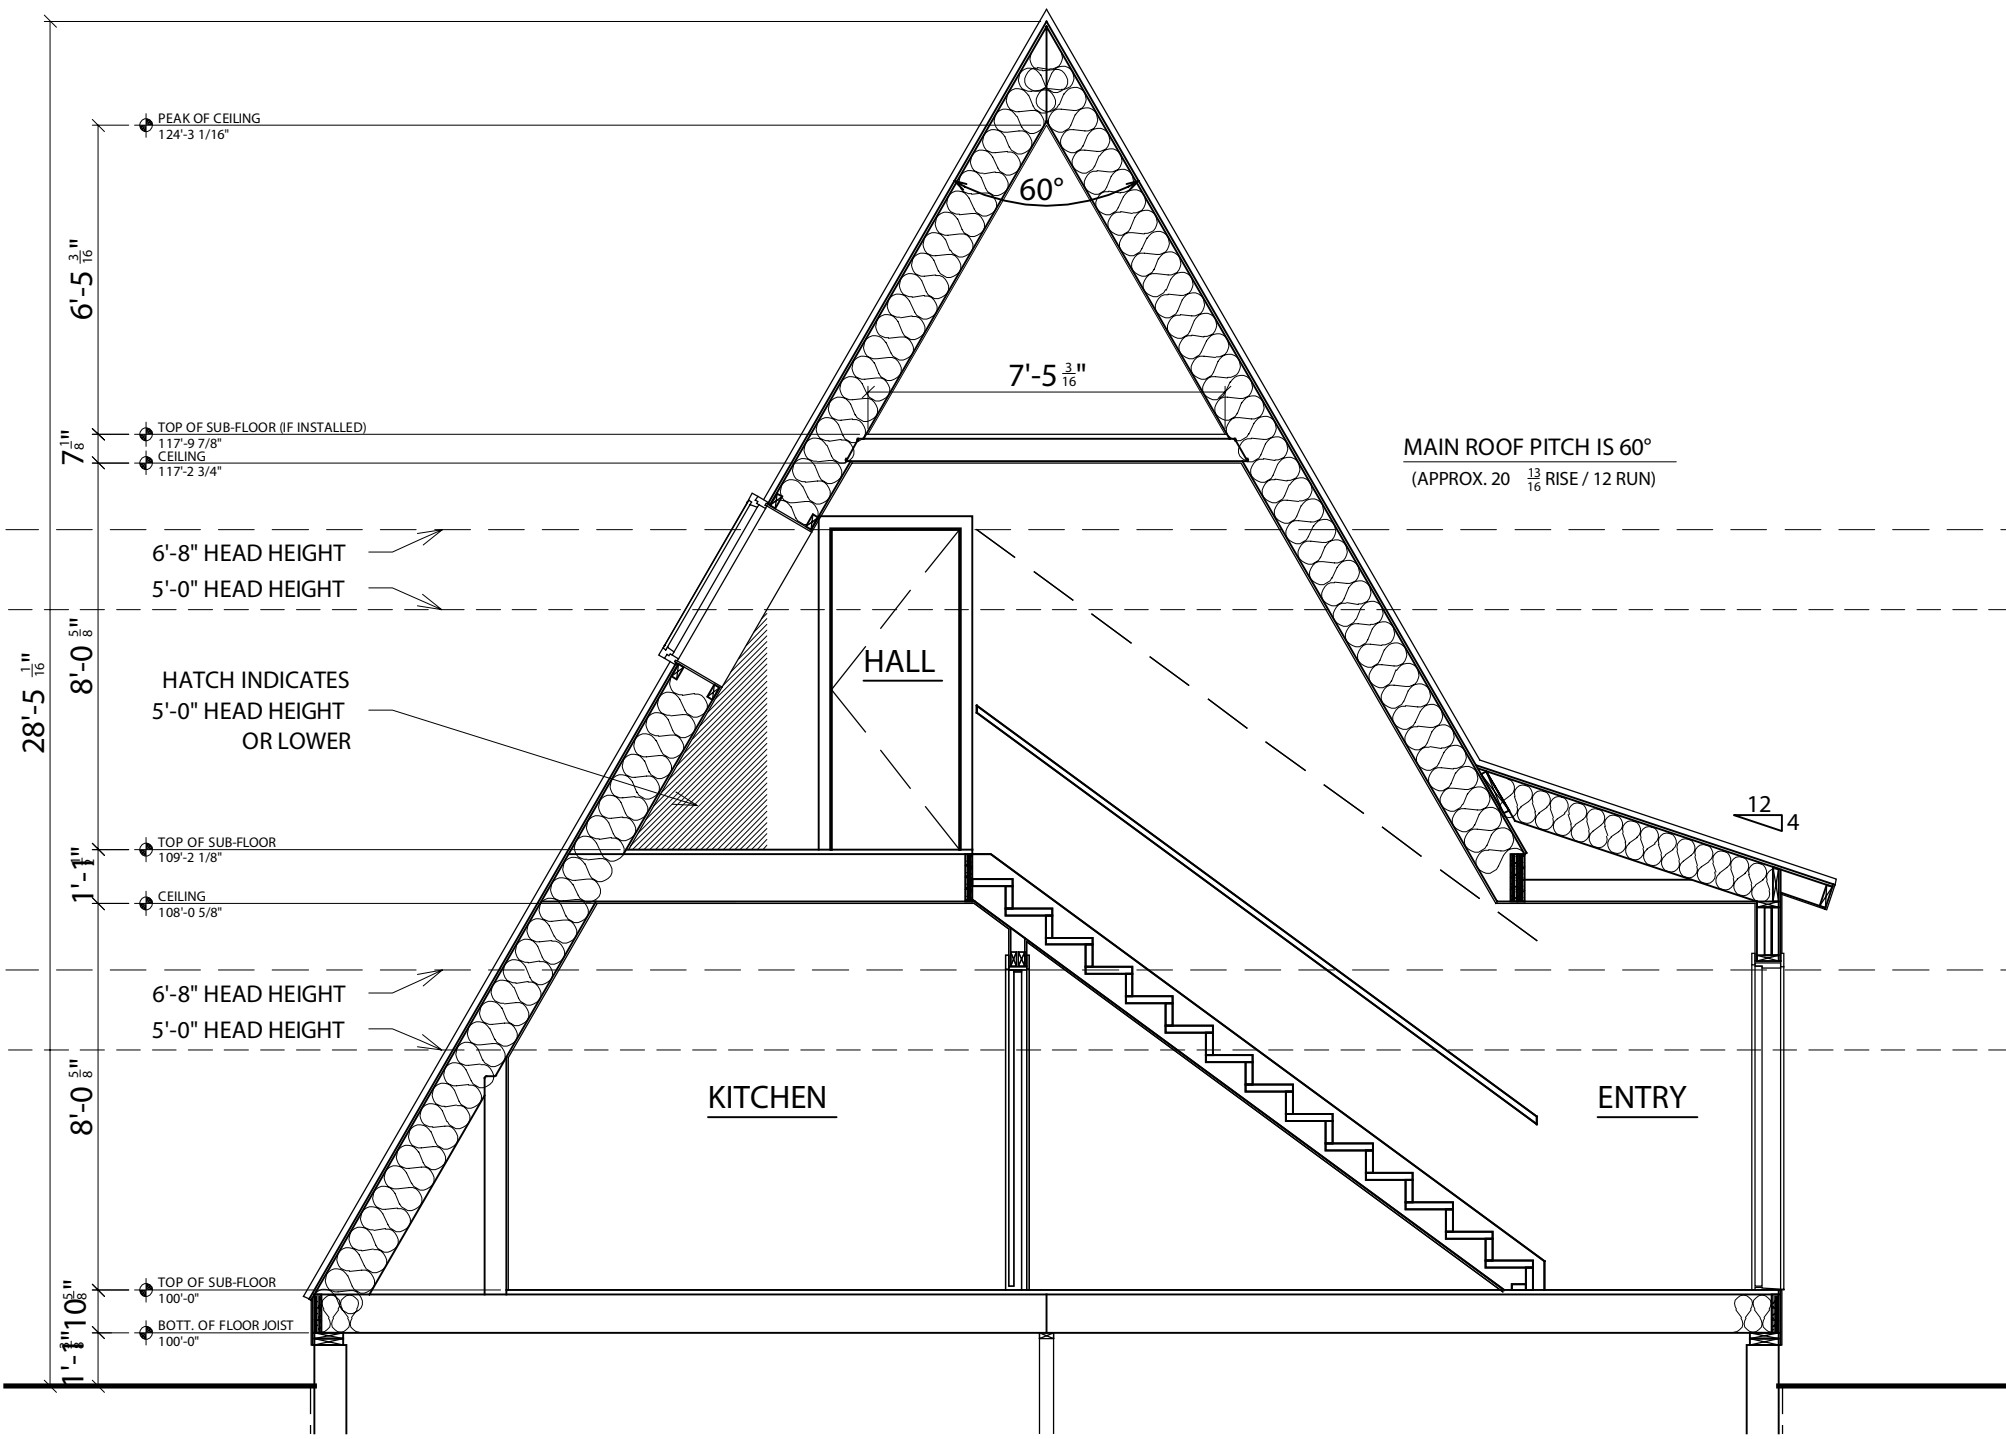 PEAK OF CEILING
124'-3 1/16"
60°
6'-5 3/16"
7'-5 3/16"
TOP OF SUB-FLOOR (IF INSTALLED)
117'-9 7/8"
7 1/8"
CEILING
117'-2 3/4"
MAIN ROOF PITCH IS 60°
(APPROX. 20 13/16 RISE / 12 RUN)
6'-8" HEAD HEIGHT
5'-0" HEAD HEIGHT
8'-0 5/8"
28'-5 1/16"
HALL
HATCH INDICATES
5'-0" HEAD HEIGHT
OR LOWER
12
4
TOP OF SUB-FLOOR
109'-2 1/8"
CEILING
108'-0 5/8"
6'-8" HEAD HEIGHT
5'-0" HEAD HEIGHT
8'-0 5/8"
KITCHEN
ENTRY
TOP OF SUB-FLOOR
100'-0"
10 5/8"
BOTT. OF FLOOR JOIST
100'-0"